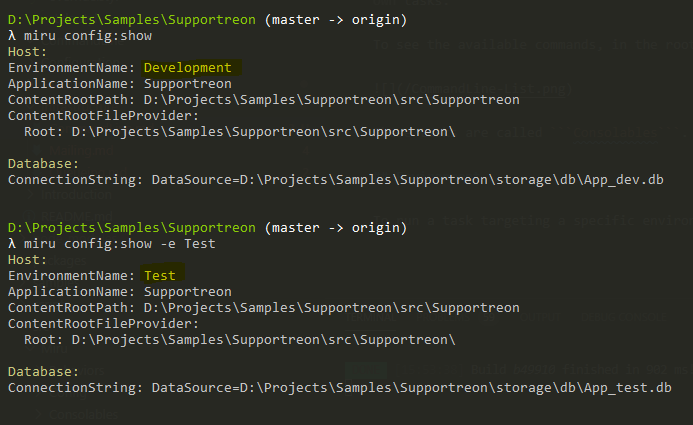 D:\Projects\Samples\Supportreon (master -> origin)
λ miru config:show
Host:
EnvironmentName: Development
ApplicationName: Supportreon
ContentRootPath: D:\Projects\Samples\Supportreon\src\Supportreon
ContentRootFileProvider:
  Root: D:\Projects\Samples\Supportreon\src\Supportreon\

Database:
ConnectionString: DataSource=D:\Projects\Samples\Supportreon\storage\db\App_dev.db

D:\Projects\Samples\Supportreon (master -> origin)
λ miru config:show -e Test
Host:
EnvironmentName: Test
ApplicationName: Supportreon
ContentRootPath: D:\Projects\Samples\Supportreon\src\Supportreon
ContentRootFileProvider:
  Root: D:\Projects\Samples\Supportreon\src\Supportreon\

Database:
ConnectionString: DataSource=D:\Projects\Samples\Supportreon\storage\db\App_test.db